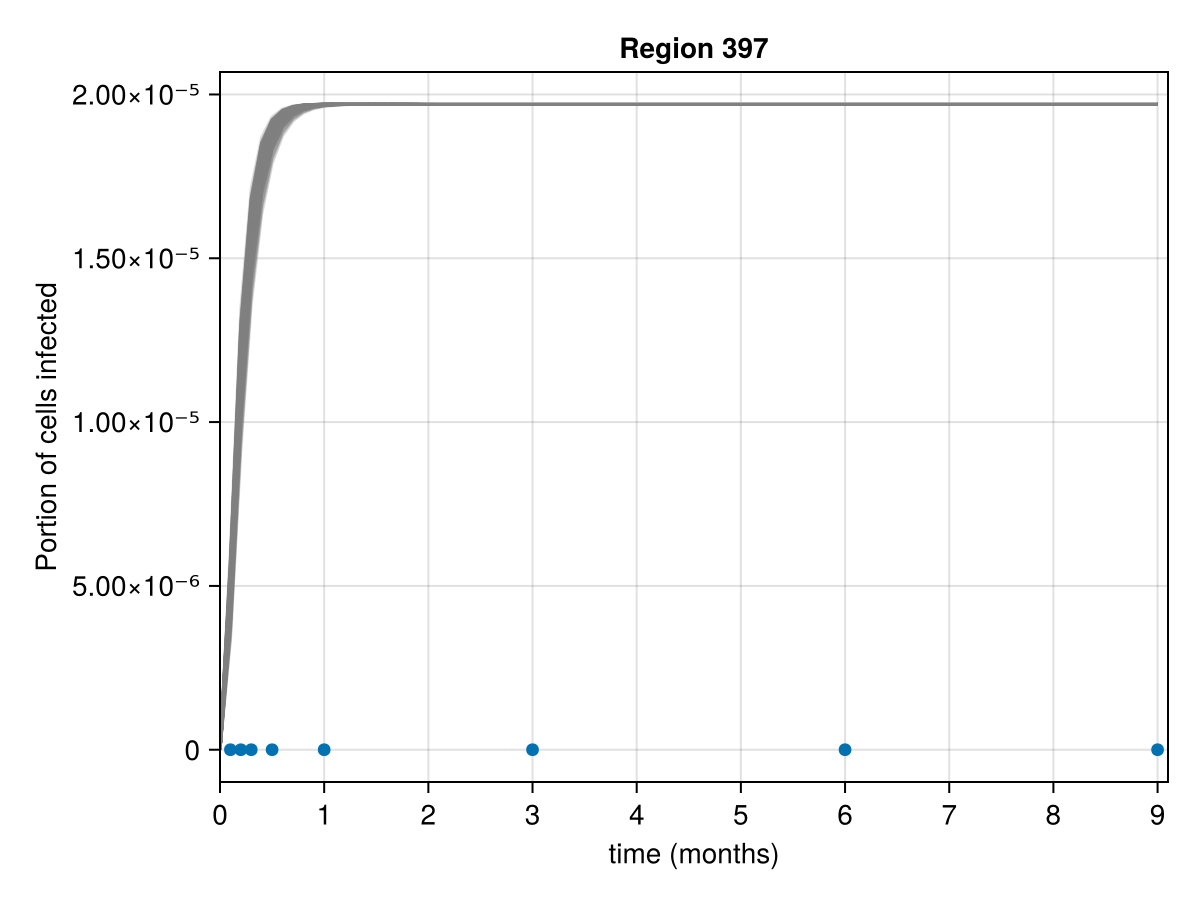 Region 397
2.00×10⁻⁵
1.50×10⁻⁵
1.00×10⁻⁵
5.00×10⁻⁶
0
Portion of cells infected
0 1 2 3 4 5 6 7 8 9
time (months)